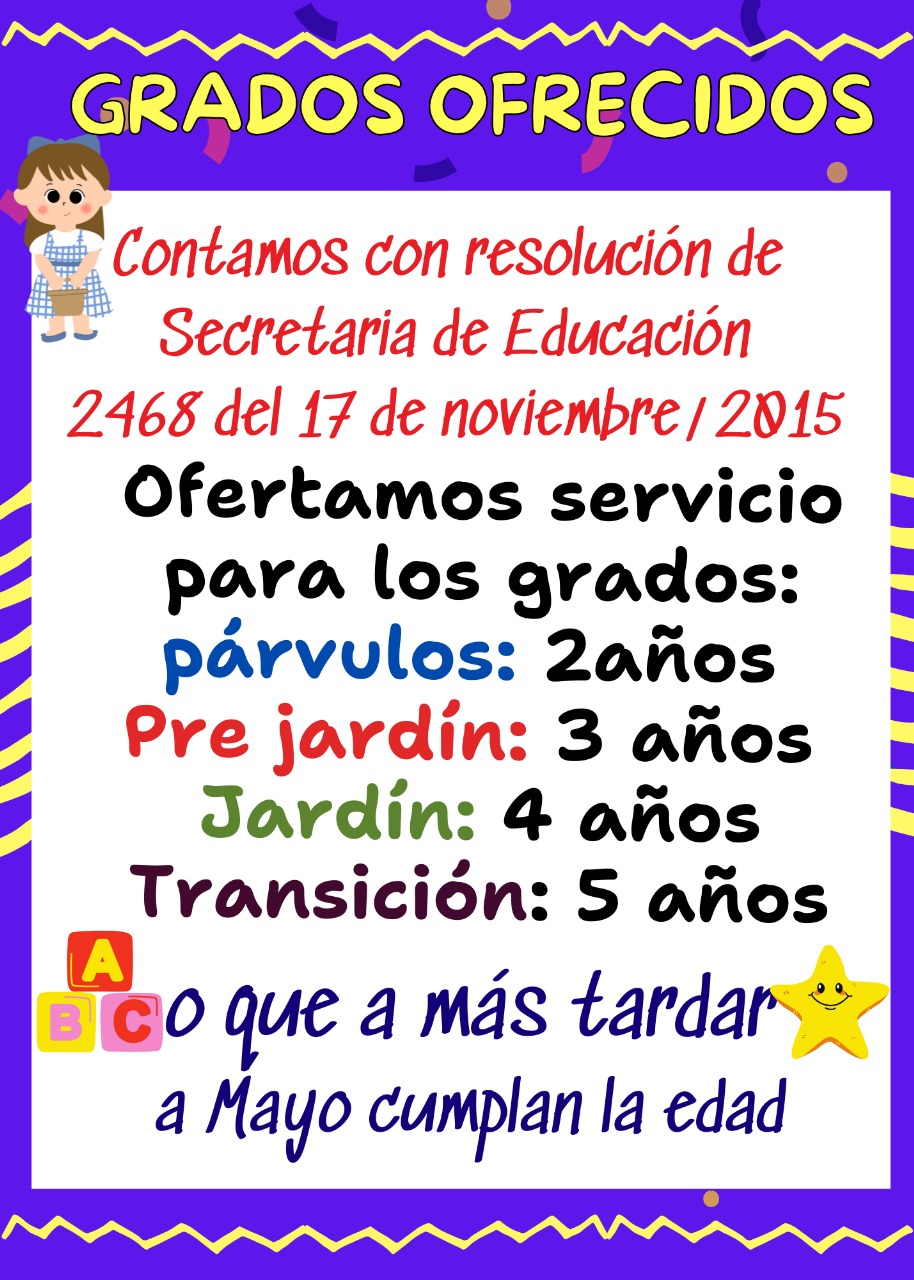 GRADOS OFRECIDOS
Contamos con resolución de
Secretaria de Educación
2468 del 17 de noviembre/2015
Ofertamos servicio
para los grados:
párvulos: 2años
Pre jardín: 3 años
Jardín: 4 años
Transición: 5 años
A
B C
o que a más tardar
a Mayo cumplan la edad